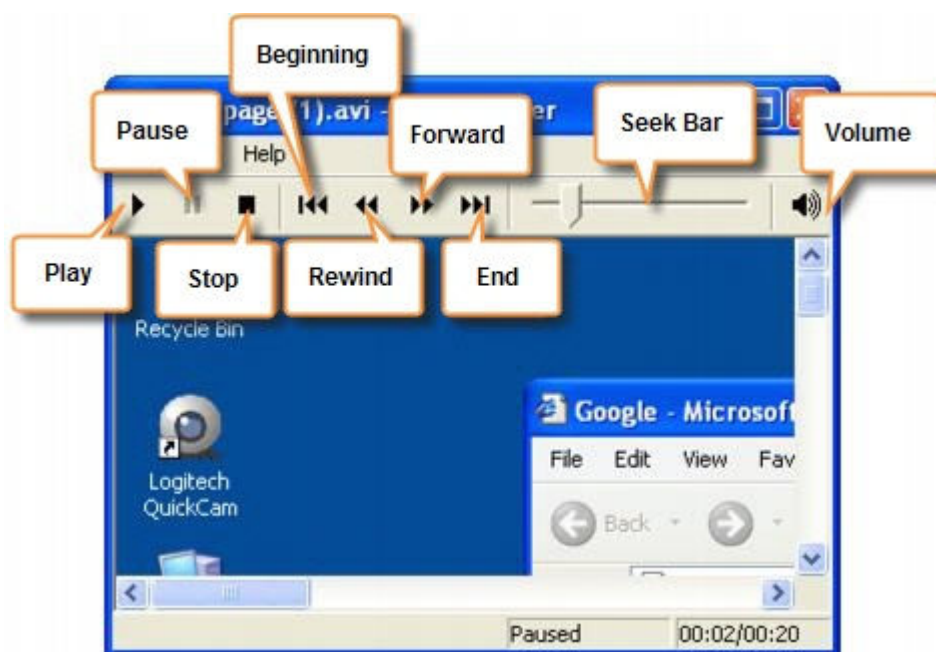 Beginning
page (1).avi - er
Pause
Forward
Seek Bar
Volume
Help
Play
Stop
Rewind
End
Recycle Bin
Google - Microsoft
File Edit View Fav
Logitech
QuickCam
Back
Paused 00:02/00:20